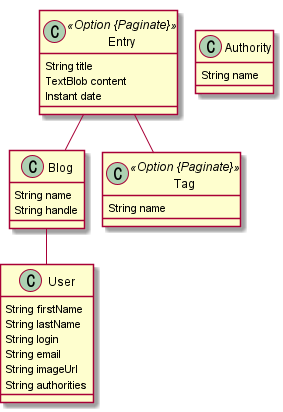 C «Option {Paginate}»
Entry
String title
TextBlob content
Instant date
C Authority
String name
C Blog
String name
String handle
C «Option {Paginate}»
Tag
String name
C User
String firstName
String lastName
String login
String email
String imageUrl
String authorities